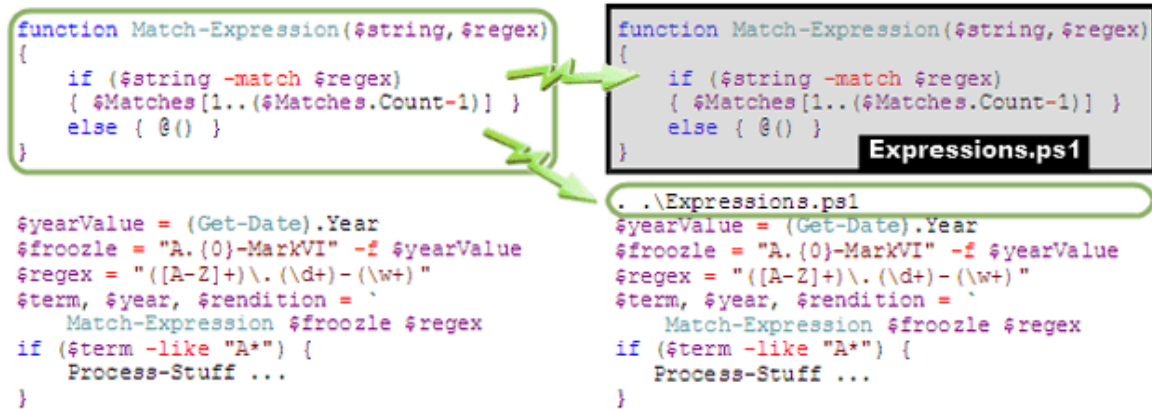 function Match-Expression($string,$regex)
{
    if ($string -match $regex)
    { $Matches[1..($Matches.Count-1)] }
    else { @() }
}
$yearValue = (Get-Date).Year
$froozle = "A.{0}-MarkVI" -f $yearValue
$regex = "([A-Z]+)\.(\d+)-(\w+)"
$term, $year, $rendition = `
    Match-Expression $froozle $regex
if ($term -like "A*") {
    Process-Stuff ...
}
function Match-Expression($string,$regex)
{
    if ($string -match $regex)
    { $Matches[1..($Matches.Count-1)] }
    else { @() }
}
Expressions.ps1
. .\Expressions.ps1
$yearValue = (Get-Date).Year
$froozle = "A.{0}-MarkVI" -f $yearValue
$regex = "([A-Z]+)\.(\d+)-(\w+)"
$term, $year, $rendition = `
    Match-Expression $froozle $regex
if ($term -like "A*") {
    Process-Stuff ...
}